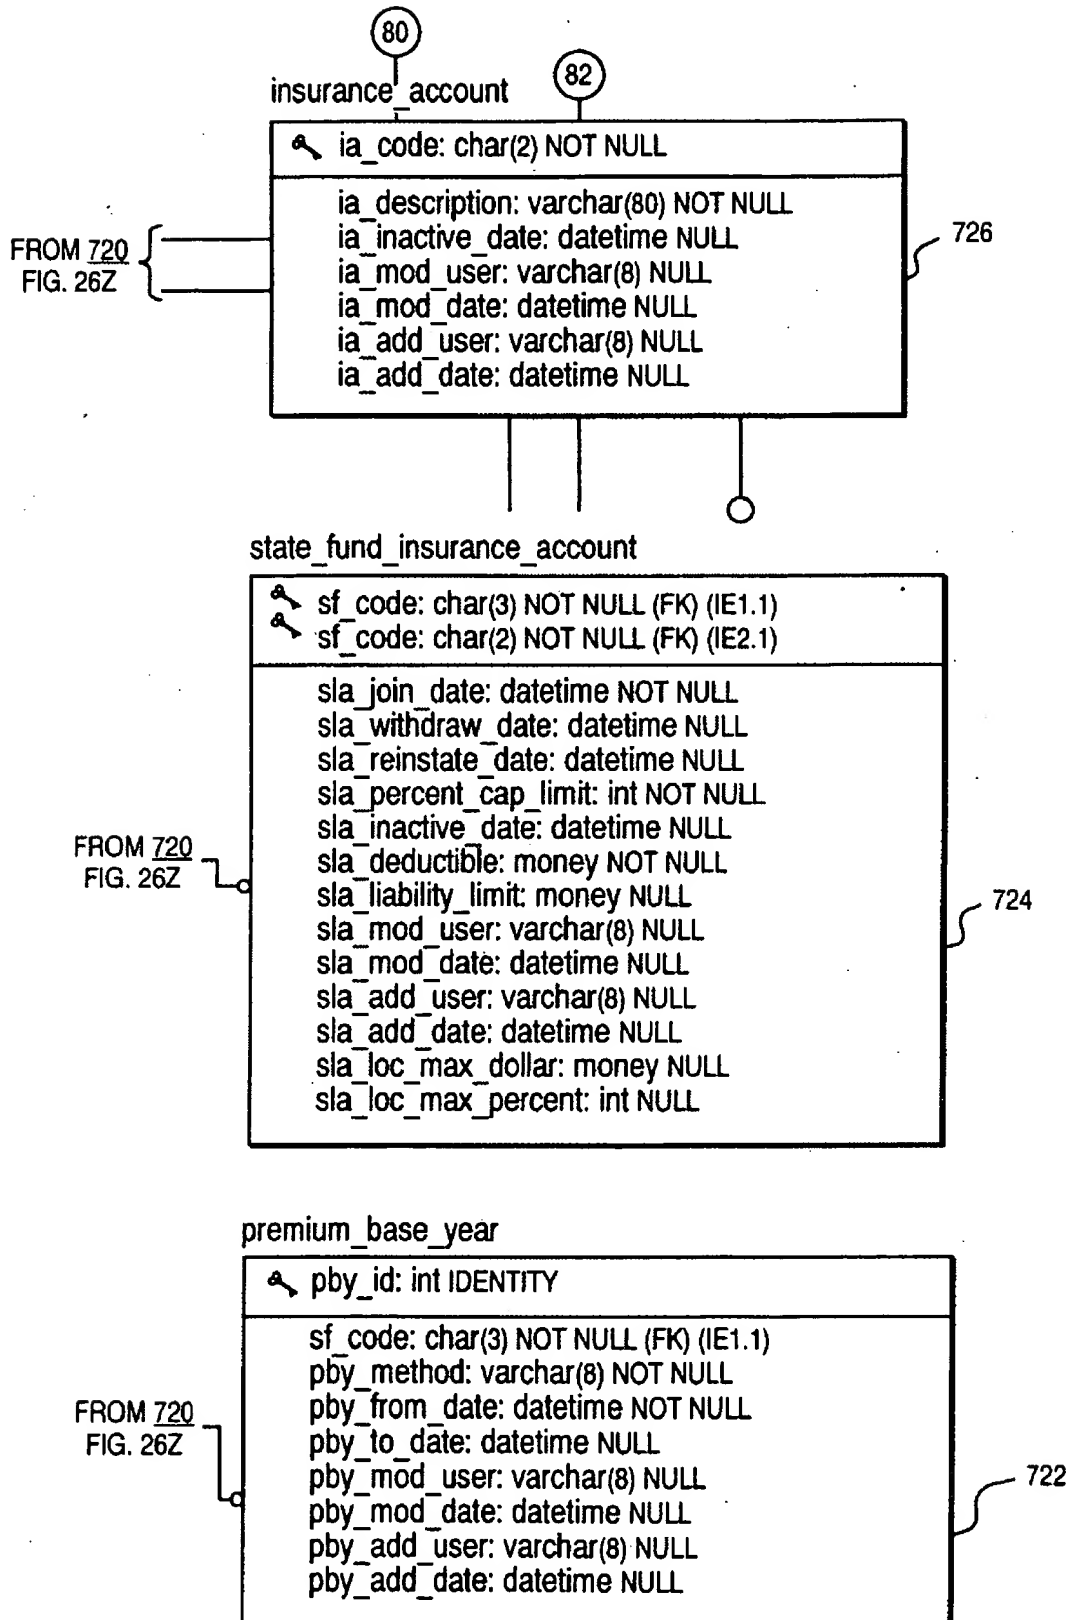 80
82
insurance_account
ia_code: char(2) NOT NULL
ia_description: varchar(80) NOT NULL
ia_inactive_date: datetime NULL
ia_mod_user: varchar(8) NULL
ia_mod_date: datetime NULL
ia_add_user: varchar(8) NULL
ia_add_date: datetime NULL
FROM 720
FIG. 26Z
726
state_fund_insurance_account
sf_code: char(3) NOT NULL (FK) (IE1.1)
sf_code: char(2) NOT NULL (FK) (IE2.1)
sla_join_date: datetime NOT NULL
sla_withdraw_date: datetime NULL
sla_reinstate_date: datetime NULL
sla_percent_cap_limit: int NOT NULL
sla_inactive_date: datetime NULL
sla_deductible: money NOT NULL
sla_liability_limit: money NULL
sla_mod_user: varchar(8) NULL
sla_mod_date: datetime NULL
sla_add_user: varchar(8) NULL
sla_add_date: datetime NULL
sla_loc_max_dollar: money NULL
sla_loc_max_percent: int NULL
FROM 720
FIG. 26Z
724
premium_base_year
pby_id: int IDENTITY
sf_code: char(3) NOT NULL (FK) (IE1.1)
pby_method: varchar(8) NOT NULL
pby_from_date: datetime NOT NULL
pby_to_date: datetime NULL
pby_mod_user: varchar(8) NULL
pby_mod_date: datetime NULL
pby_add_user: varchar(8) NULL
pby_add_date: datetime NULL
FROM 720
FIG. 26Z
722